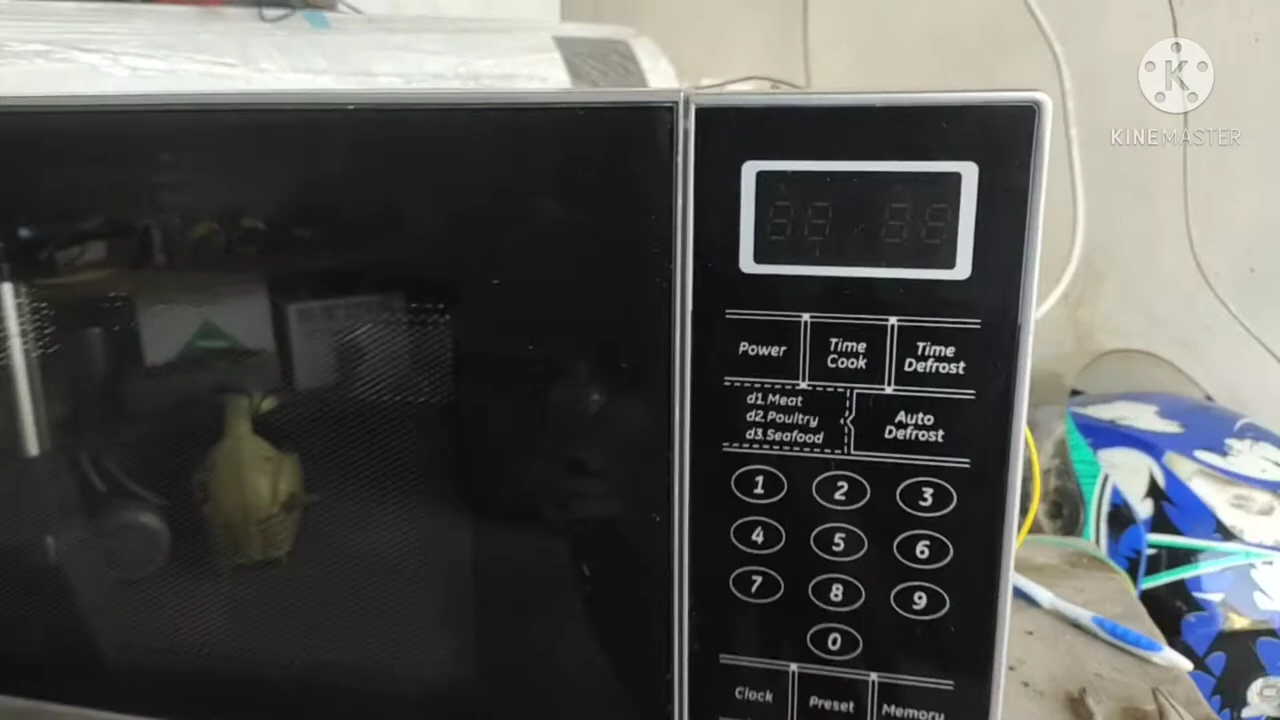 K
KINEMASTER
Power
Time
Cook
Time
Defrost
d1.Meat
d2.Poultry
d3.Seafood
Auto
Defrost
1
2
3
4
5
6
7
8
9
0
Clock
Preset
Memory